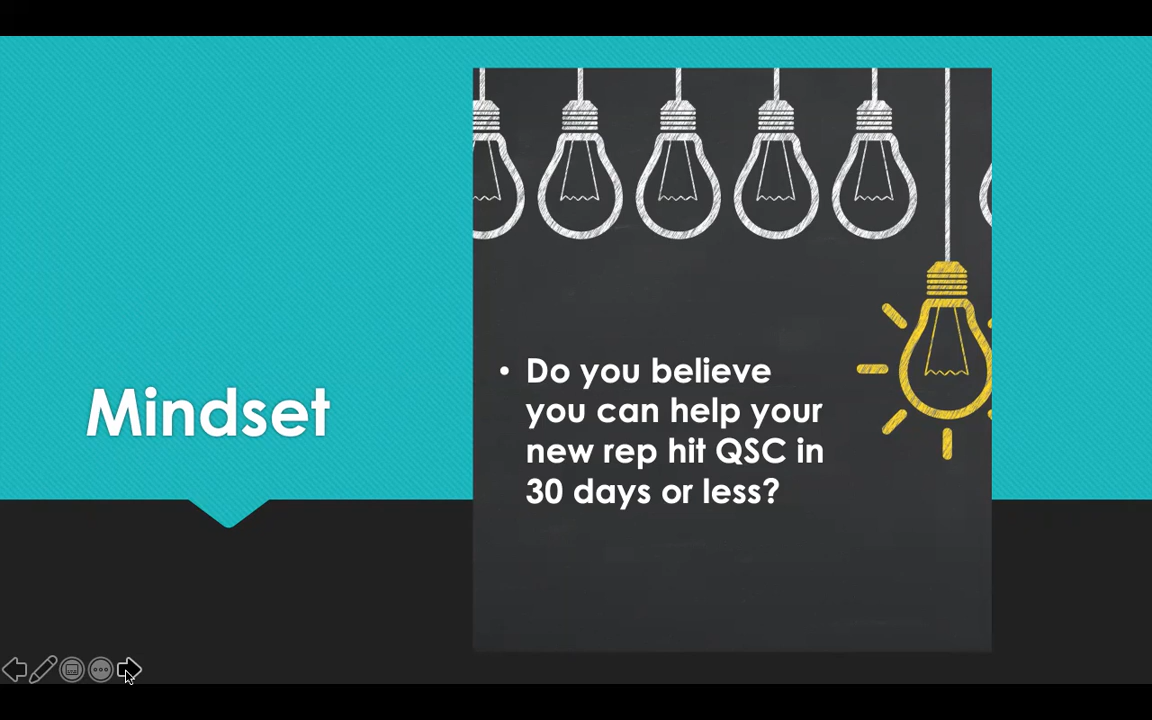 Mindset
• Do you believe
you can help your
new rep hit QSC in
30 days or less?